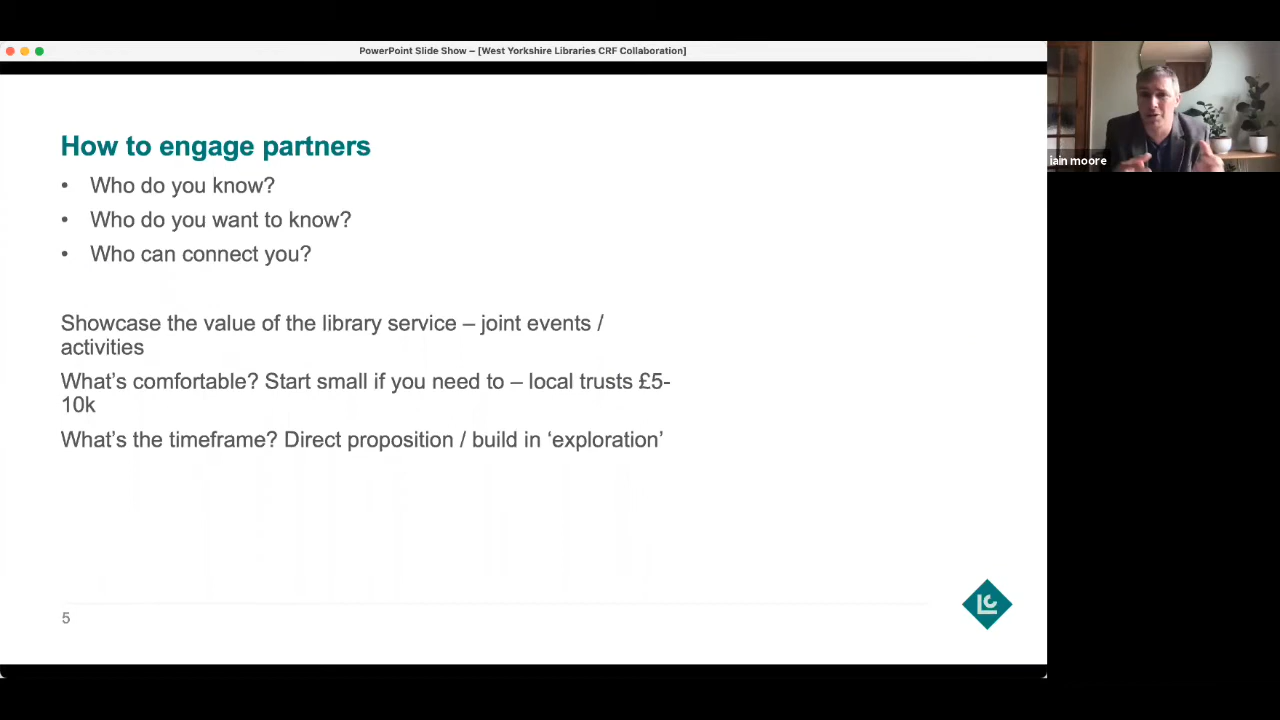 PowerPoint Slide Show – [West Yorkshire Libraries CRF Collaboration]
iain moore
How to engage partners
• Who do you know?
• Who do you want to know?
• Who can connect you?
Showcase the value of the library service – joint events /
activities
What’s comfortable? Start small if you need to – local trusts £5-
10k
What’s the timeframe? Direct proposition / build in ‘exploration’
5
LC